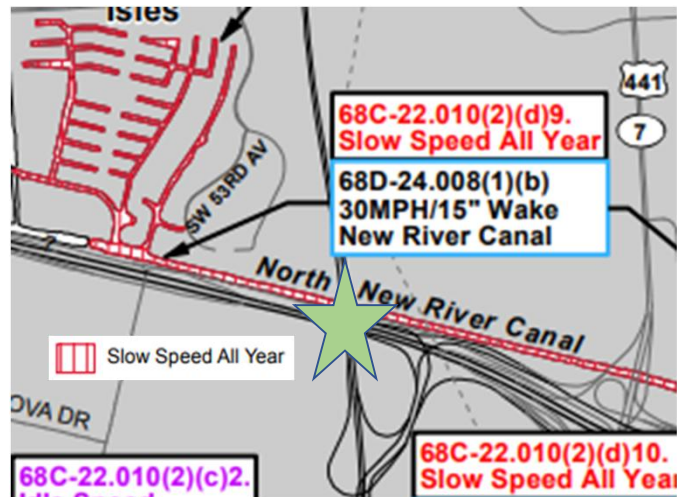 Isles
441
7
68C-22.010(2)(d)9.
Slow Speed All Year
68D-24.008(1)(b)
30MPH/15" Wake
New River Canal
SW 53RD AV
North New River Canal
Slow Speed All Year
OVA DR
68C-22.010(2)(c)2.
Idle Speed
68C-22.010(2)(d)10.
Slow Speed All Year